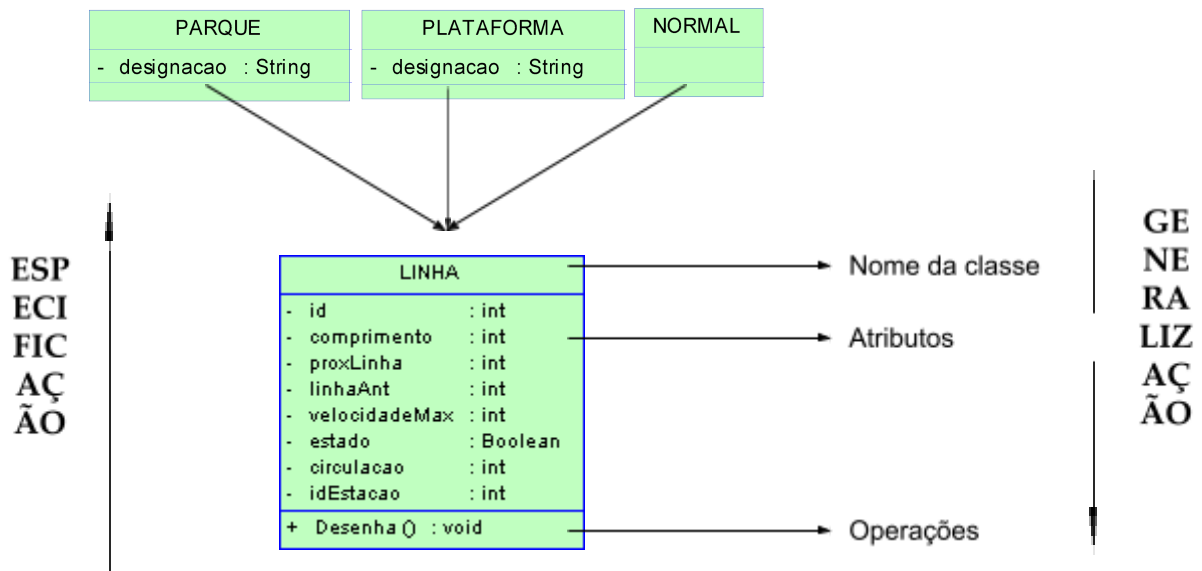 PARQUE
- designacao : String
PLATAFORMA
- designacao : String
NORMAL
ESP
ECI
FIC
AÇ
ÃO
LINHA
- id : int
- comprimento : int
- proxLinha : int
- linhaAnt : int
- velocidadeMax : int
- estado : Boolean
- circulacao : int
- idEstacao : int
+ Desenha () : void
Nome da classe
Atributos
Operações
GE
NE
RA
LIZ
AÇ
ÃO